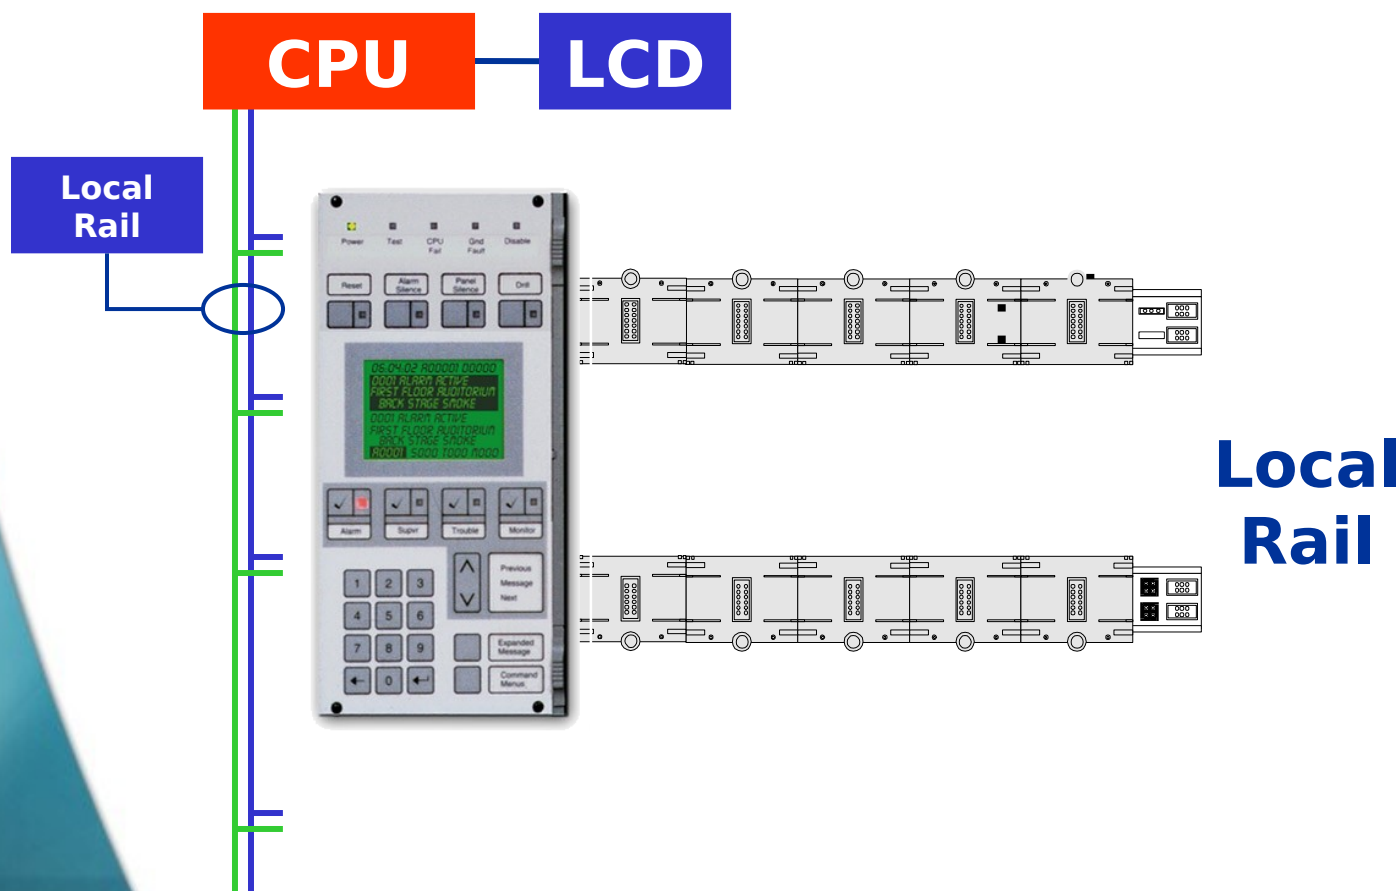 CPU
LCD
Local
Rail
Power Test CPU Fail Gnd Fault Disable
Reset Alarm Silence Panel Silence Drill
05:04:02 A00001 D0000
0001 ALARM ACTIVE
FIRST FLOOR AUDITORIUM
BACK STAGE SMOKE
0001 ALARM ACTIVE
FIRST FLOOR AUDITORIUM
BACK STAGE SMOKE
A0001 S000 T000 M000
Alarm Supvr Trouble Monitor
Previous
Message
Next
1 2 3
4 5 6
7 8 9
0
Expanded
Message
Command
Menus
Local
Rail